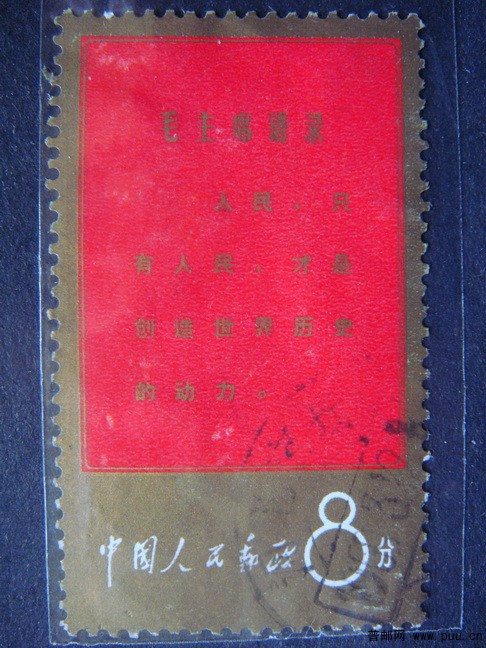 毛主席语录
人民，只
有人民，才是
创造世界历史
的动力。
中国人民邮政
8分
普邮网 www.puu.cn